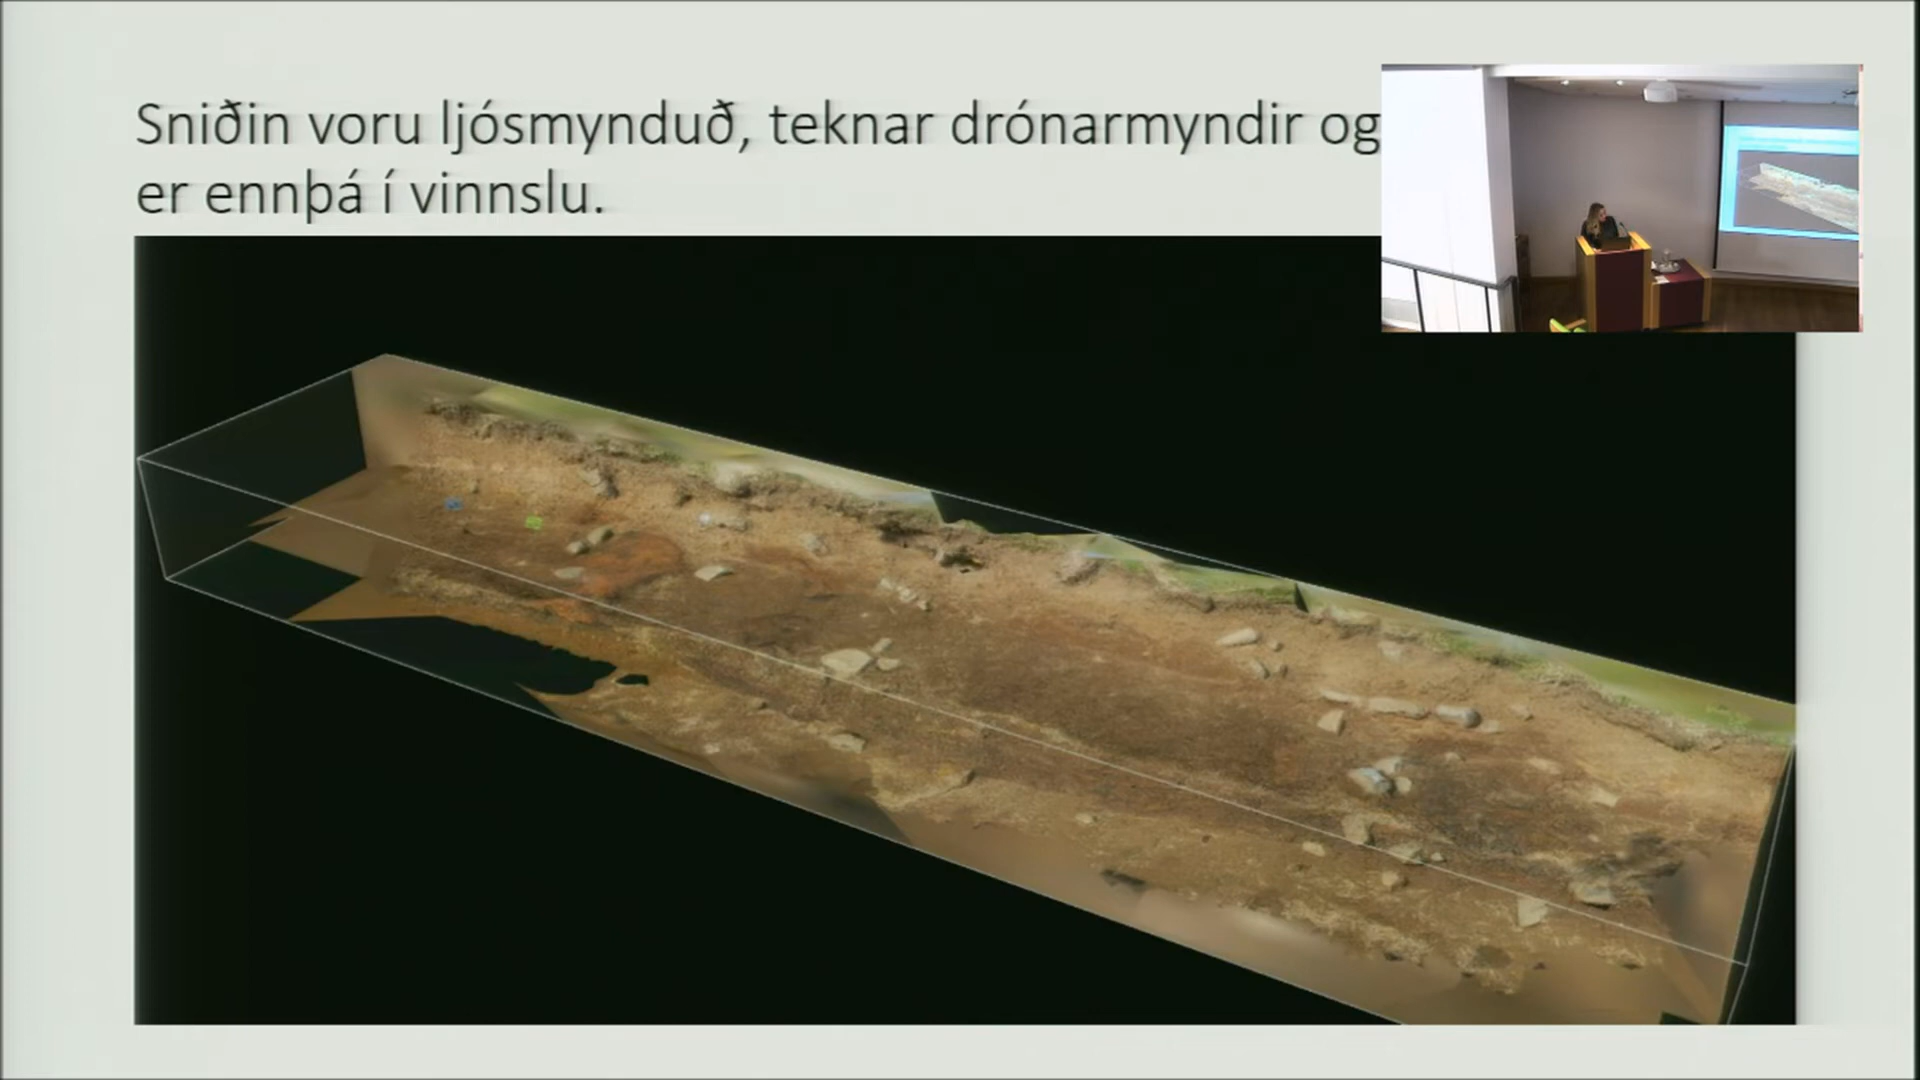 Sniðin voru ljósmynduð, teknar drónarmyndir og
er ennþá í vinnslu.